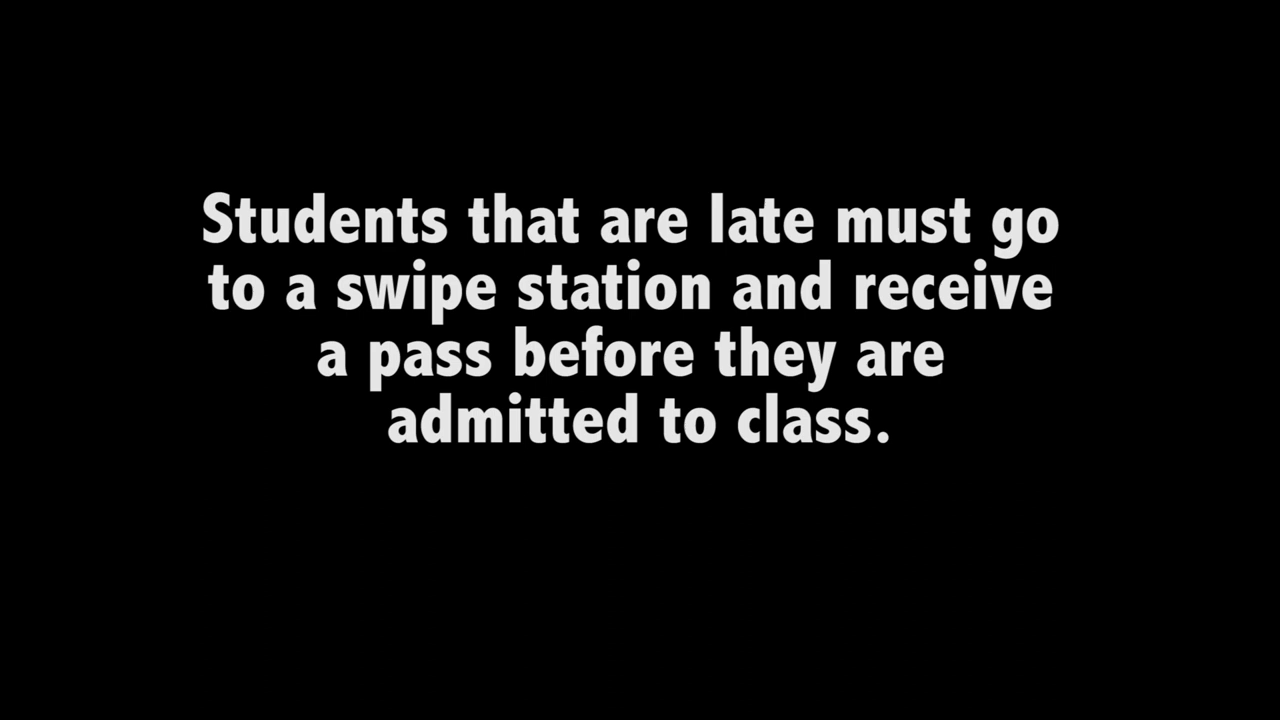 Students that are late must go
to a swipe station and receive
a pass before they are
admitted to class.